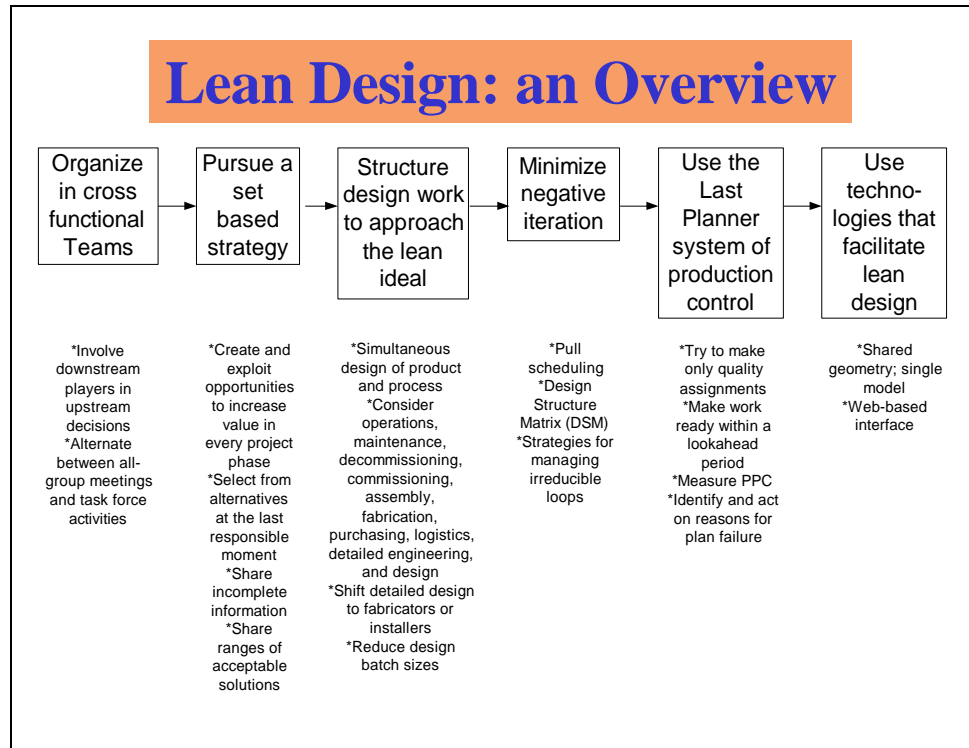 Lean Design: an Overview
Organize
in cross
functional
Teams
Pursue a
set
based
strategy
Structure
design work
to approach
the lean
ideal
Minimize
negative
iteration
Use the
Last
Planner
system of
production
control
Use
techno-
logies that
facilitate
lean
design
*Involve
downstream
players in
upstream
decisions
*Alternate
between all-
group meetings
and task force
activities
*Create and
exploit
opportunities
to increase
value in
every project
phase
*Select from
alternatives
at the last
responsible
moment
*Share
incomplete
information
*Share
ranges of
acceptable
solutions
*Simultaneous
design of product
and process
*Consider
operations,
maintenance,
decommissioning,
commissioning,
assembly,
fabrication,
purchasing, logistics,
detailed engineering,
and design
*Shift detailed design
to fabricators or
installers
*Reduce design
batch sizes
*Pull
scheduling
*Design
Structure
Matrix (DSM)
*Strategies for
managing
irreducible
loops
*Try to make
only quality
assignments
*Make work
ready within a
lookahead
period
*Measure PPC
*Identify and act
on reasons for
plan failure
*Shared
geometry; single
model
*Web-based
interface